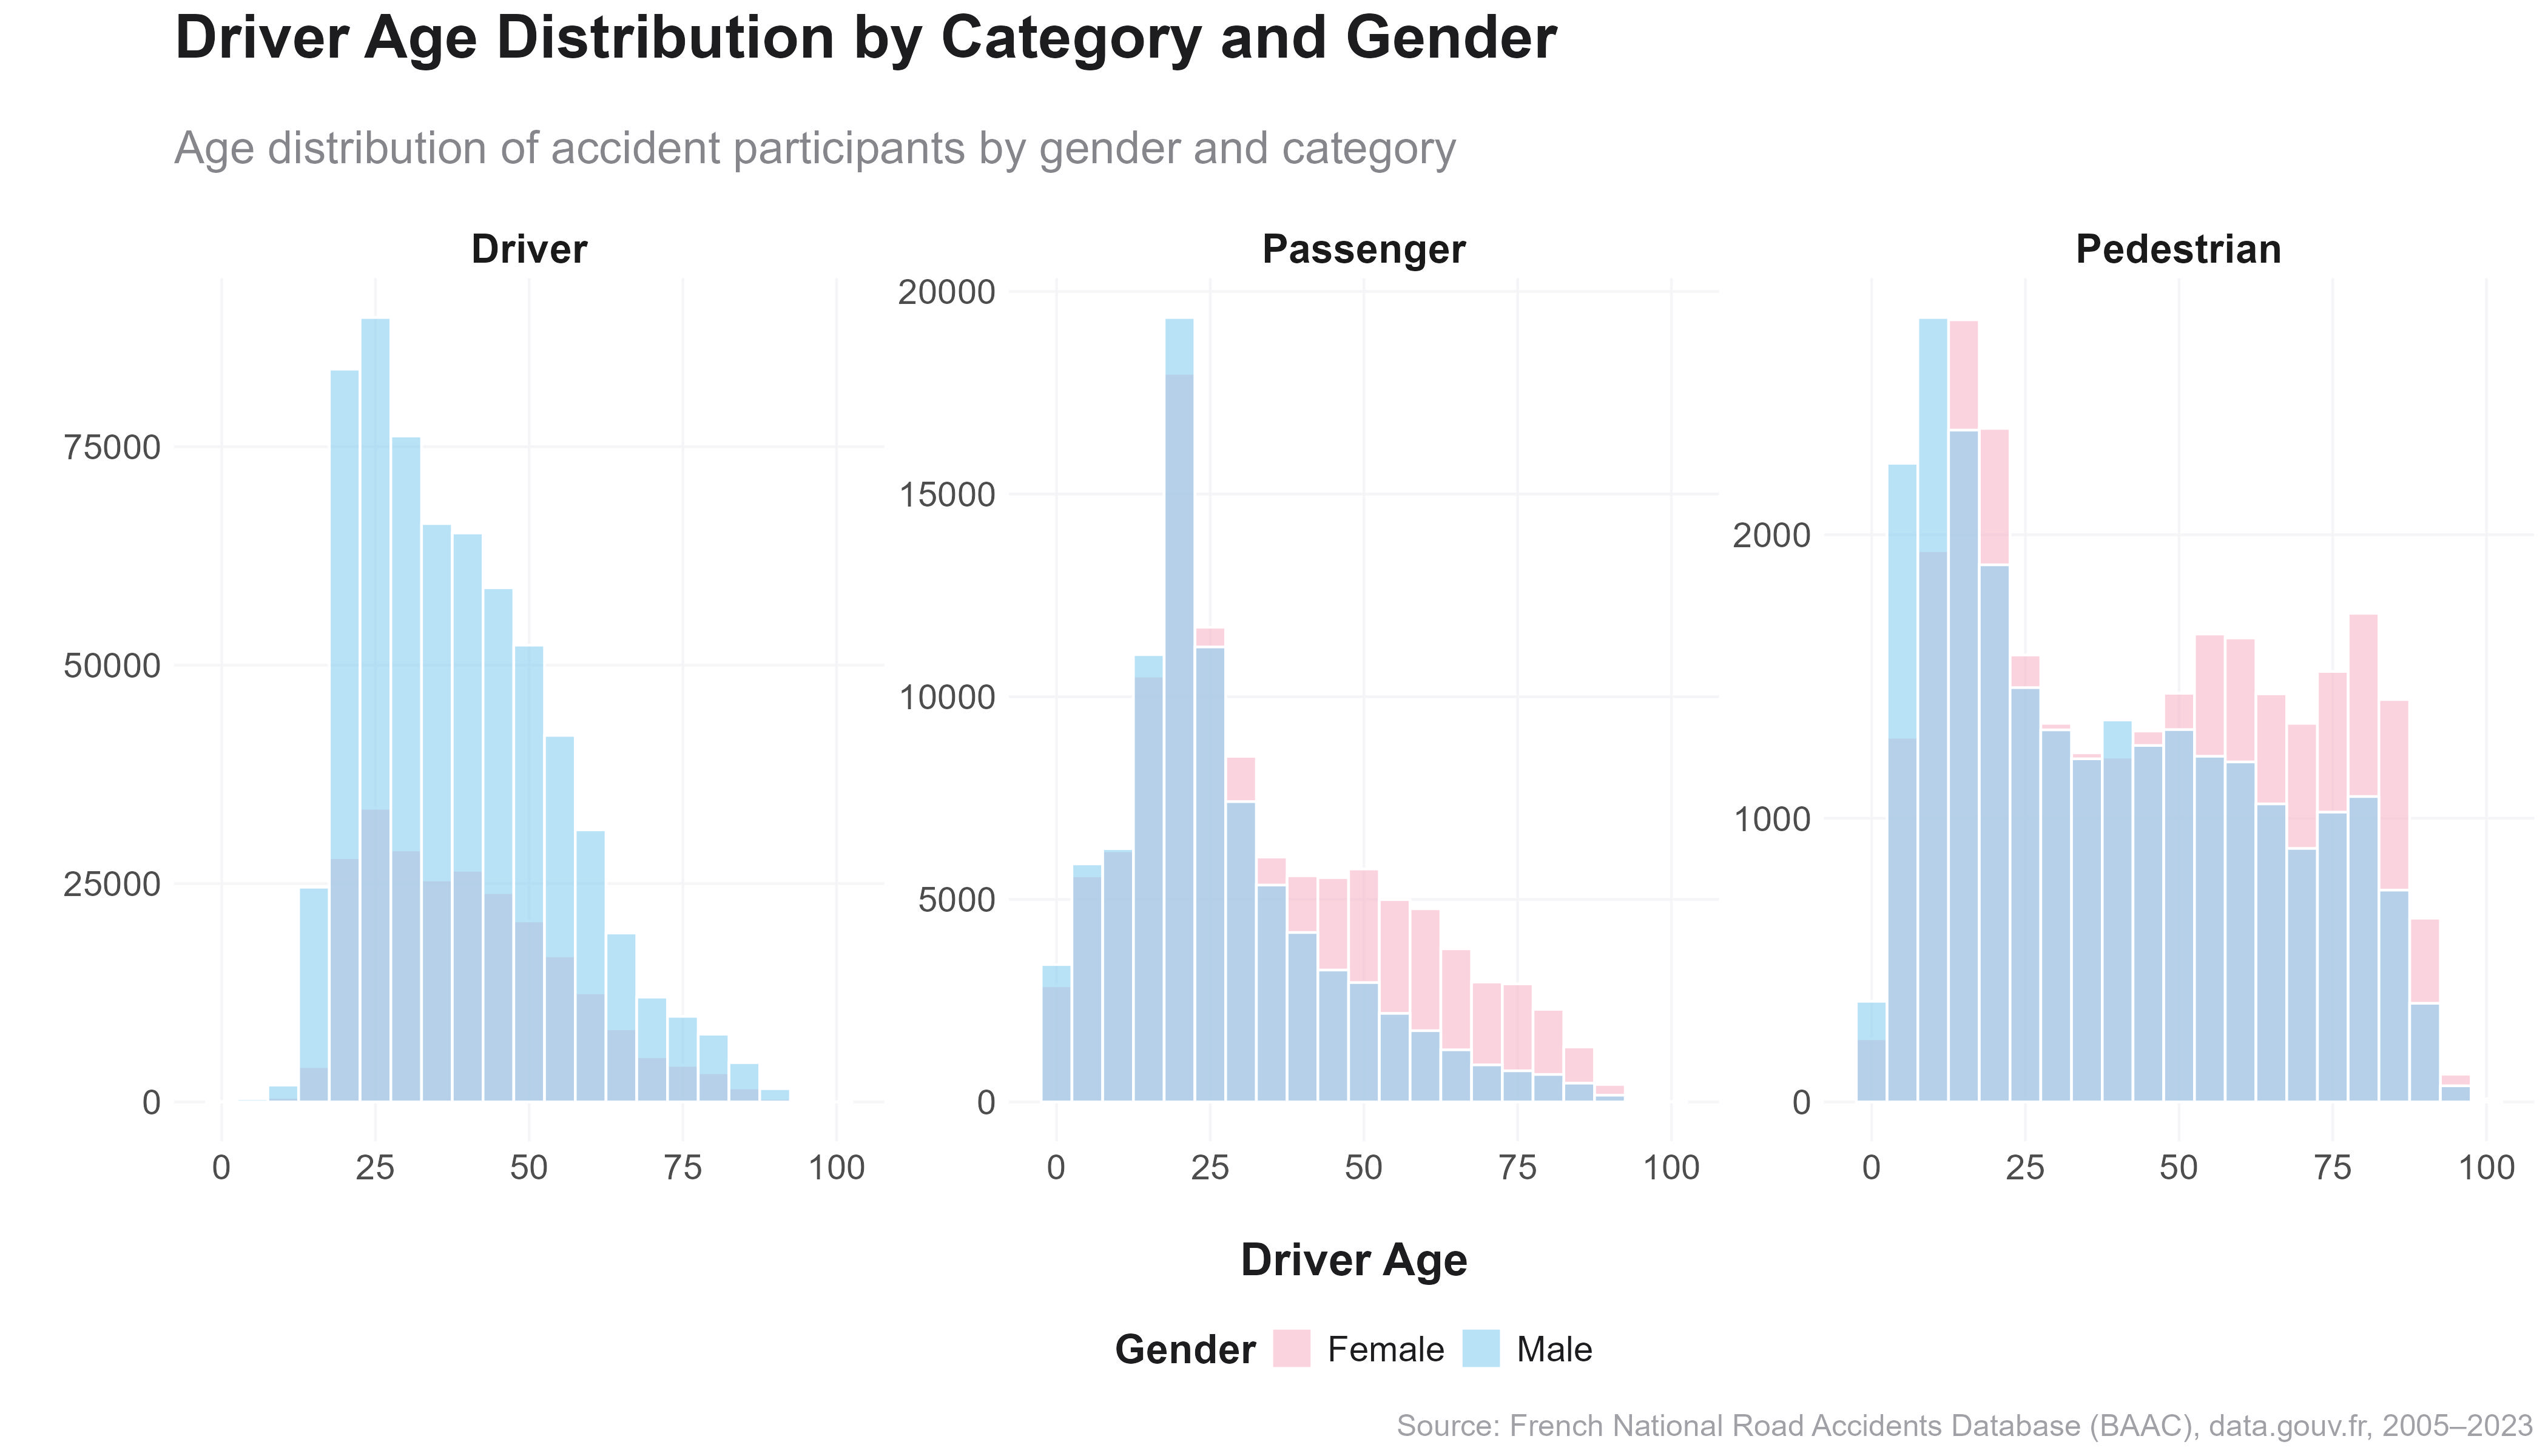 Driver Age Distribution by Category and Gender
Age distribution of accident participants by gender and category
Driver
Passenger
Pedestrian
75000
50000
25000
0
20000
15000
10000
5000
0
2000
1000
0
0 25 50 75 100
0 25 50 75 100
0 25 50 75 100
Driver Age
Gender Female Male
Source: French National Road Accidents Database (BAAC), data.gouv.fr, 2005–2023